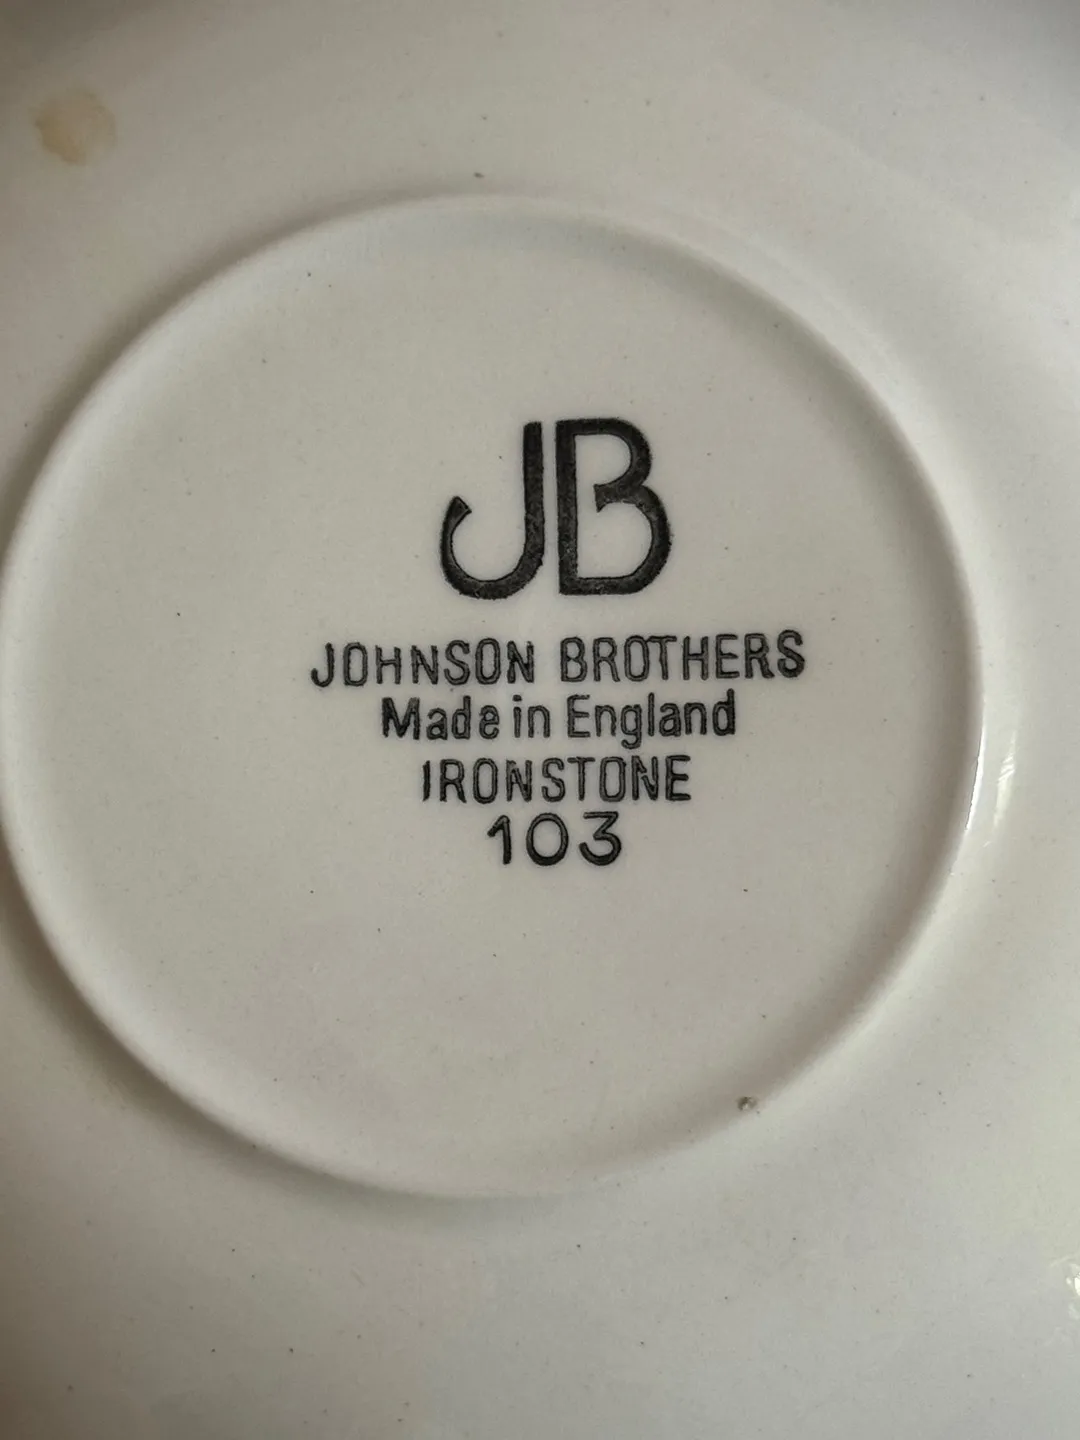 JB
JOHNSON BROTHERS
Made in England
IRONSTONE
103